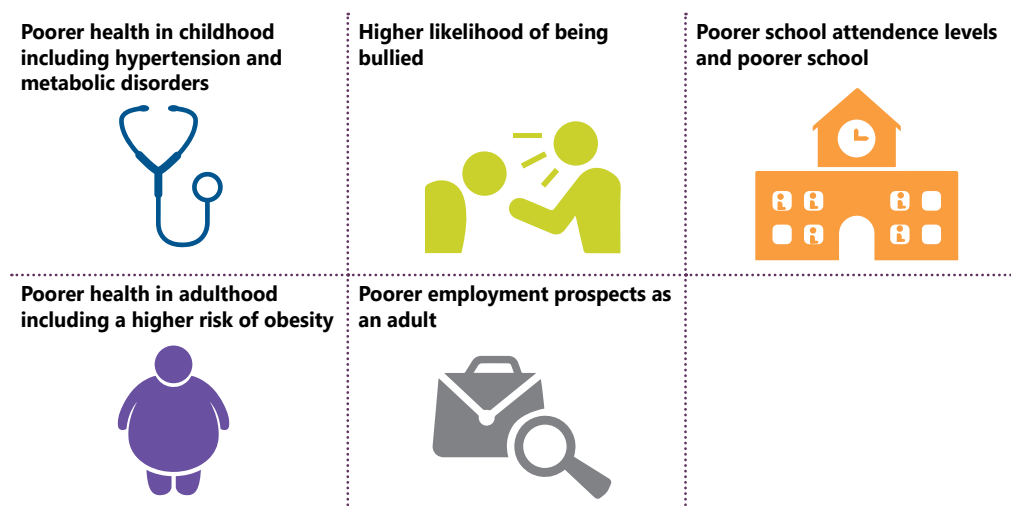 Poorer health in childhood
including hypertension and
metabolic disorders
Higher likelihood of being
bullied
Poorer school attendence levels
and poorer school
Poorer health in adulthood
including a higher risk of obesity
Poorer employment prospects as
an adult